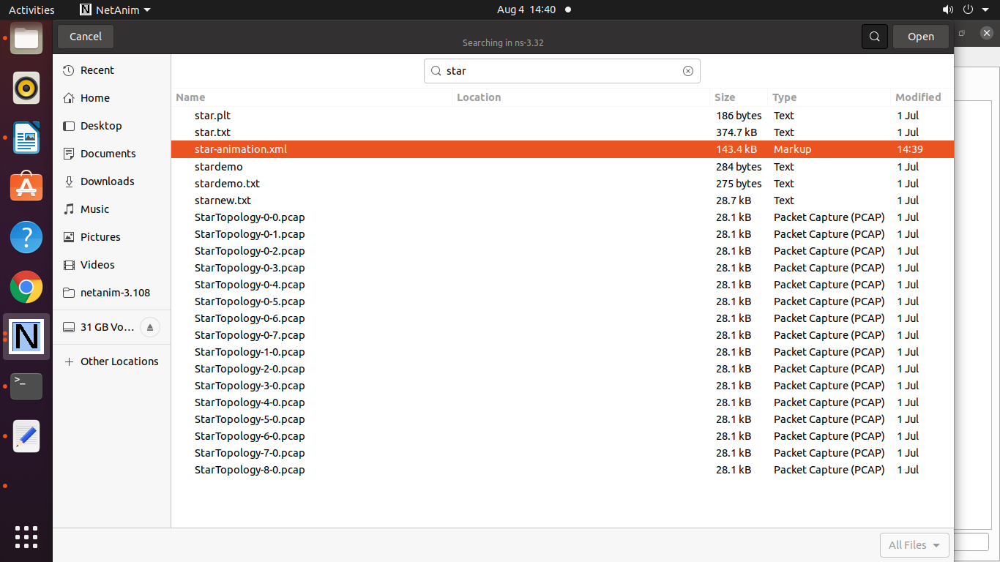 Activities NetAnim Aug 4 14:40
Cancel Searching in ns-3.32 Open
Recent
Home
Desktop
Documents
Downloads
Music
Pictures
Videos
netanim-3.108
31 GB Vo...
Other Locations
star
Name Location Size Type Modified
star.plt 186 bytes Text 1 Jul
star.txt 374.7 kB Text 1 Jul
star-animation.xml 143.4 kB Markup 14:39
stardemo 284 bytes Text 1 Jul
stardemo.txt 275 bytes Text 1 Jul
starnew.txt 28.7 kB Text 1 Jul
StarTopology-0-0.pcap 28.1 kB Packet Capture (PCAP) 1 Jul
StarTopology-0-1.pcap 28.1 kB Packet Capture (PCAP) 1 Jul
StarTopology-0-2.pcap 28.1 kB Packet Capture (PCAP) 1 Jul
StarTopology-0-3.pcap 28.1 kB Packet Capture (PCAP) 1 Jul
StarTopology-0-4.pcap 28.1 kB Packet Capture (PCAP) 1 Jul
StarTopology-0-5.pcap 28.1 kB Packet Capture (PCAP) 1 Jul
StarTopology-0-6.pcap 28.1 kB Packet Capture (PCAP) 1 Jul
StarTopology-0-7.pcap 28.1 kB Packet Capture (PCAP) 1 Jul
StarTopology-1-0.pcap 28.1 kB Packet Capture (PCAP) 1 Jul
StarTopology-2-0.pcap 28.1 kB Packet Capture (PCAP) 1 Jul
StarTopology-3-0.pcap 28.1 kB Packet Capture (PCAP) 1 Jul
StarTopology-4-0.pcap 28.1 kB Packet Capture (PCAP) 1 Jul
StarTopology-5-0.pcap 28.1 kB Packet Capture (PCAP) 1 Jul
StarTopology-6-0.pcap 28.1 kB Packet Capture (PCAP) 1 Jul
StarTopology-7-0.pcap 28.1 kB Packet Capture (PCAP) 1 Jul
StarTopology-8-0.pcap 28.1 kB Packet Capture (PCAP) 1 Jul
All Files